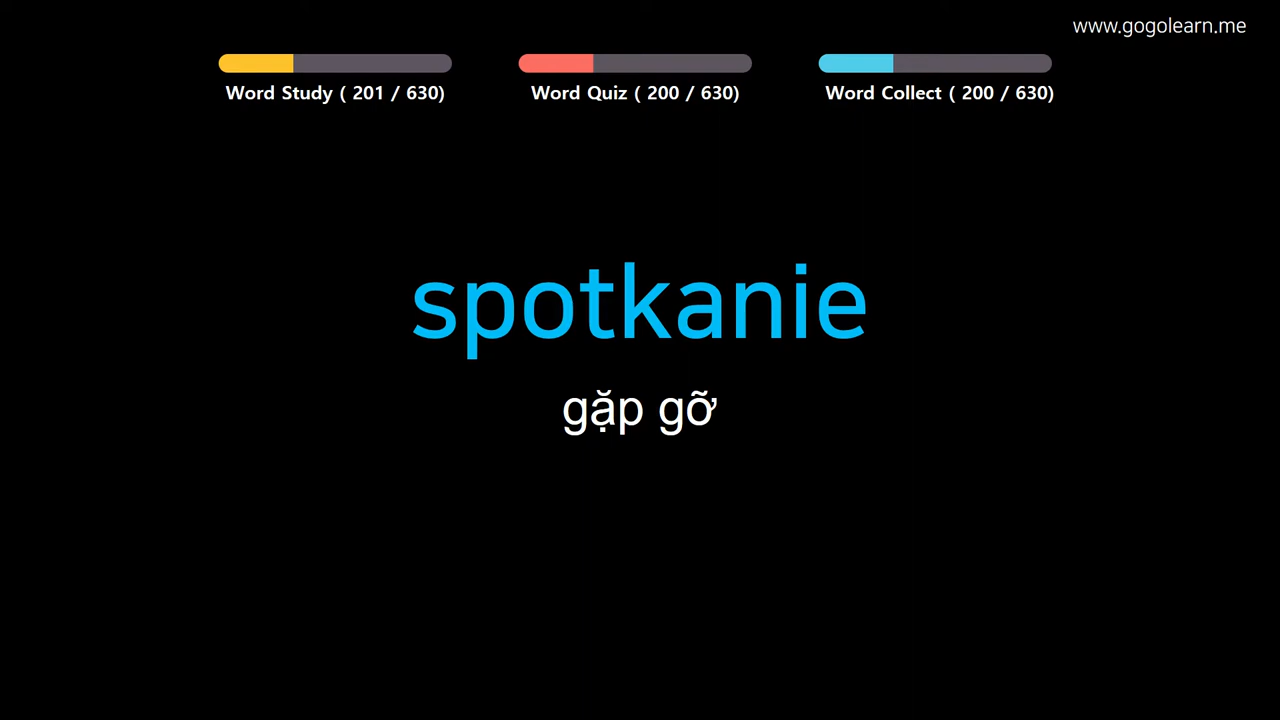 www.gogolearn.me
Word Study ( 201 / 630)
Word Quiz ( 200 / 630)
Word Collect ( 200 / 630)
spotkanie
gặp gỡ